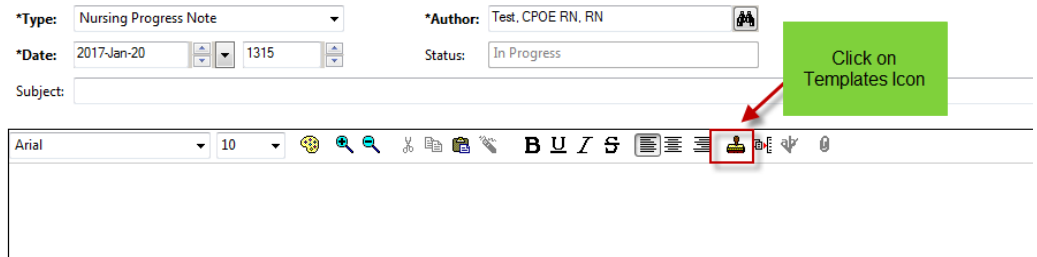 *Type: Nursing Progress Note *Author: Test, CPOE RN, RN
*Date: 2017-Jan-20 1315 Status: In Progress
Click on
Templates Icon
Subject:
Arial 10 B U I S